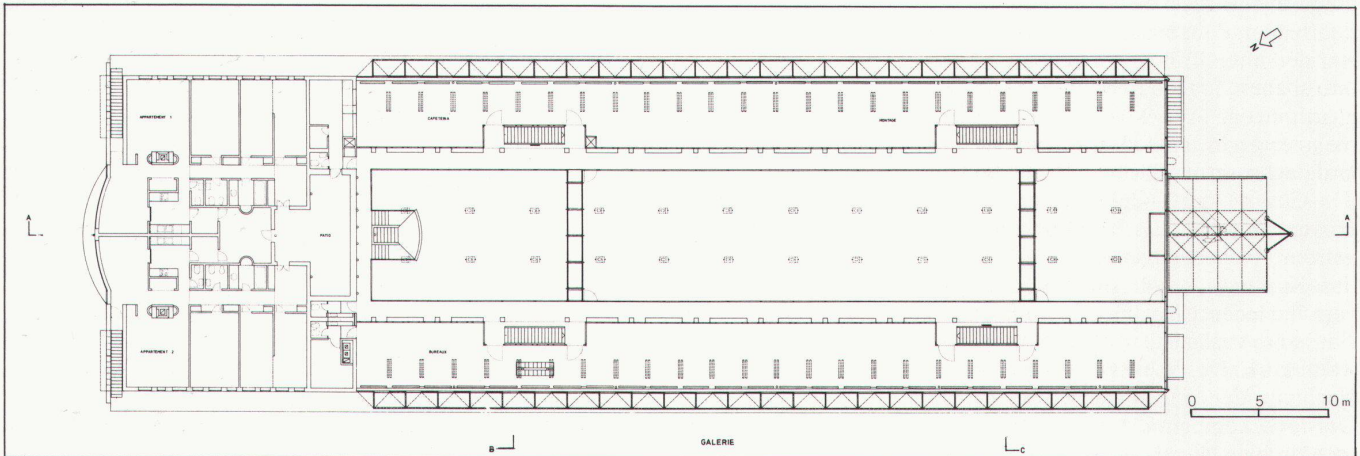 N
APPARTEMENT 1
CAFETERIA
MONTAGE
A
PATIO
A
APPARTEMENT 2
BUREAUX
0 5 10 m
B
GALERIE
C